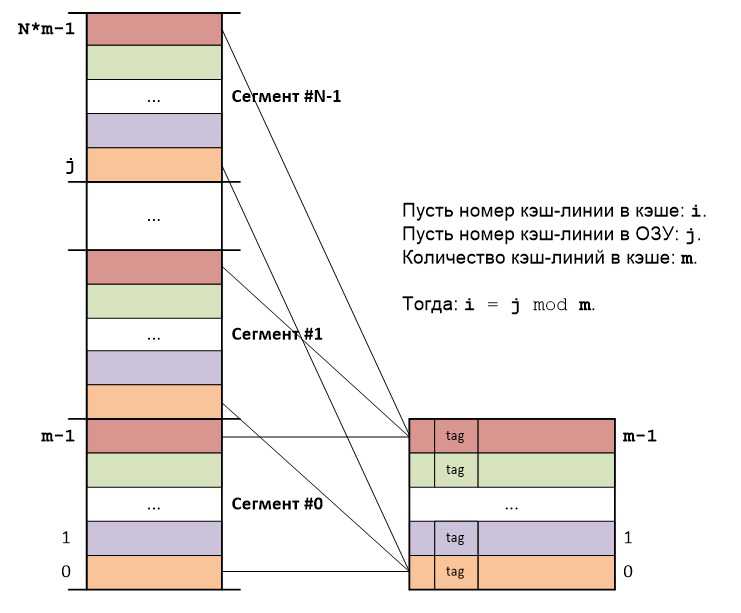 N*m-1
...
Сегмент #N-1
j
...
Пусть номер кэш-линии в кэше: i.
Пусть номер кэш-линии в ОЗУ: j.
Количество кэш-линий в кэше: m.
Тогда: i = j mod m.
...
Сегмент #1
m-1
...
Сегмент #0
1
0
tag
m-1
tag
...
tag
1
tag
0